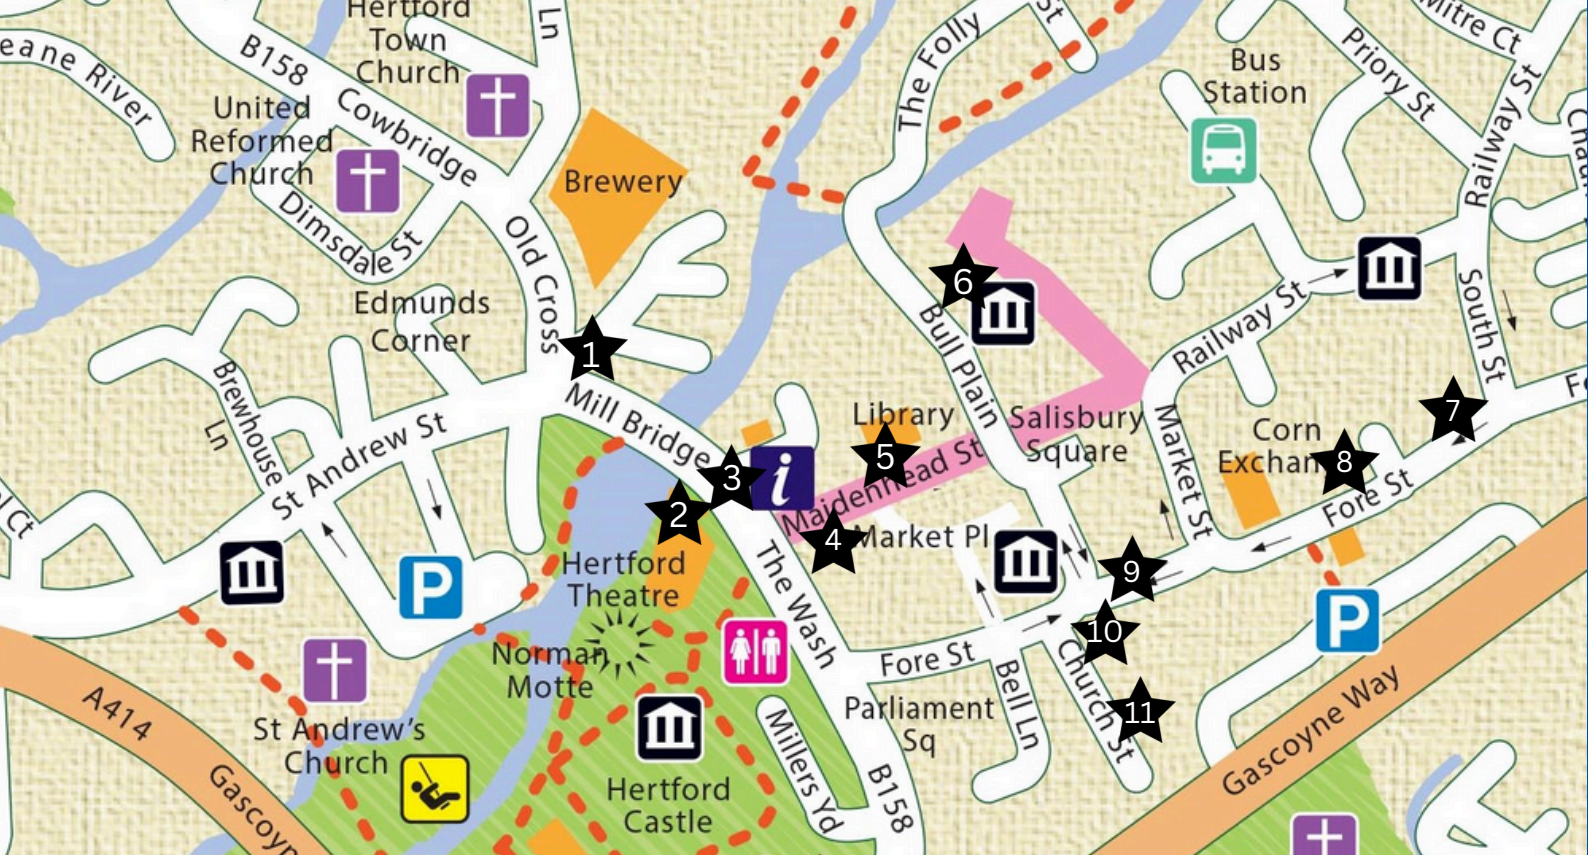 Hertford
Town
Church
Ln
eane River
B158
Cowbridge
United
Reformed
Church
Dimsdale St
Old Cross
Brewery
The Folly
St
Bus
Station
Priory St
Mitre Ct
Railway St
Edmunds
Corner
1
Brewhouse
Ln
St Andrew St
Mill Bridge
6
Bull Plain
Railway St
South St
Library
5
Salisbury
Square
Maidenhead St
Market St
Corn
Exchan
8
7
Fore St
3
i
2
4
Market Pl
Hertford
Theatre
The Wash
9
10
11
Fore St
Bell Ln
Church St
Parliament
Sq
Norman
Motte
Millers Yd
B158
Hertford
Castle
St Andrew's
Church
P
P
A414
Gascoyn
Gascoyne Way
Ct